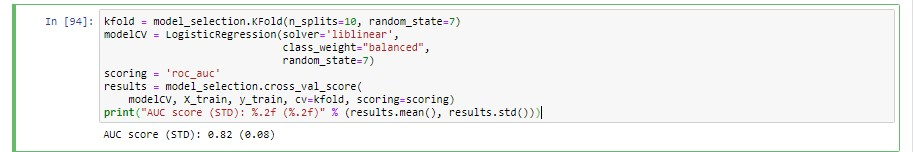 In [94]: kfold = model_selection.KFold(n_splits=10, random_state=7)
modelCV = LogisticRegression(solver='liblinear',
class_weight="balanced",
random_state=7)
scoring = 'roc_auc'
results = model_selection.cross_val_score(
modelCV, X_train, y_train, cv=kfold, scoring=scoring)
print("AUC score (STD): %.2f (%.2f)" % (results.mean(), results.std()))
AUC score (STD): 0.82 (0.08)